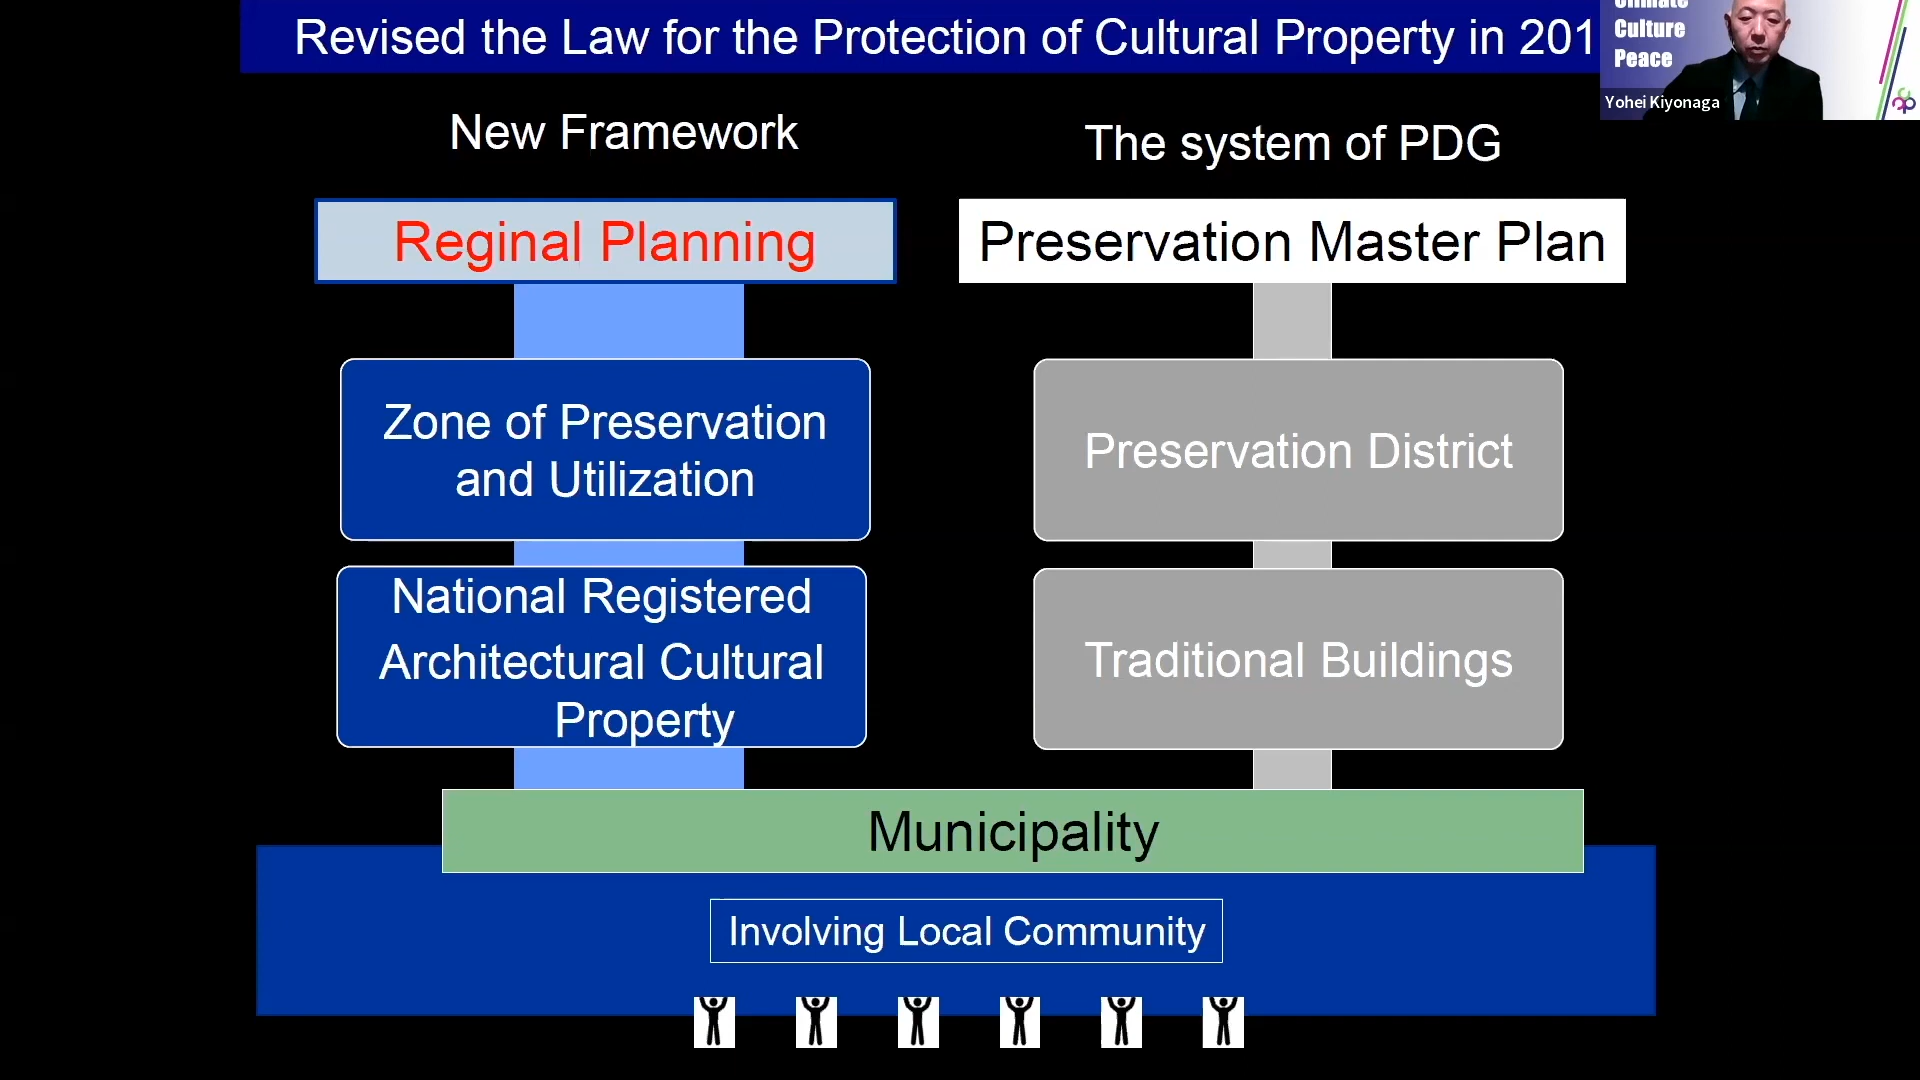 Revised the Law for the Protection of Cultural Property in 201
Culture
Peace
Yohei Kiyonaga
New Framework
The system of PDG
Reginal Planning
Preservation Master Plan
Zone of Preservation
and Utilization
Preservation District
National Registered
Architectural Cultural
Property
Traditional Buildings
Municipality
Involving Local Community